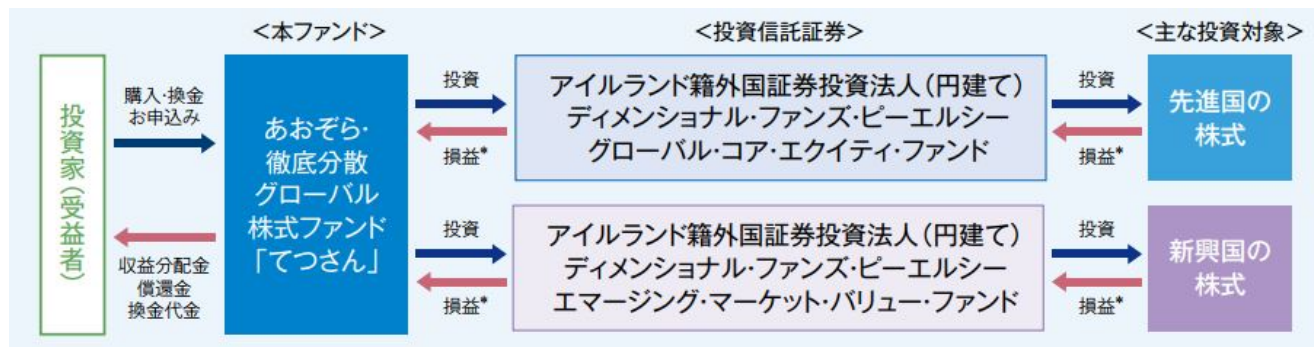 ＜本ファンド＞
＜投資信託証券＞
＜主な投資対象＞
投資家（受益者）
購入・換金
お申込み
収益分配金
償還金
換金代金
あおぞら・
徹底分散
グローバル
株式ファンド
「てつさん」
投資
損益*
アイルランド籍外国証券投資法人（円建て）
ディメンショナル・ファンズ・ピーエルシー
グローバル・コア・エクイティ・ファンド
投資
損益*
先進国の
株式
投資
損益*
アイルランド籍外国証券投資法人（円建て）
ディメンショナル・ファンズ・ピーエルシー
エマージング・マーケット・バリュー・ファンド
投資
損益*
新興国の
株式